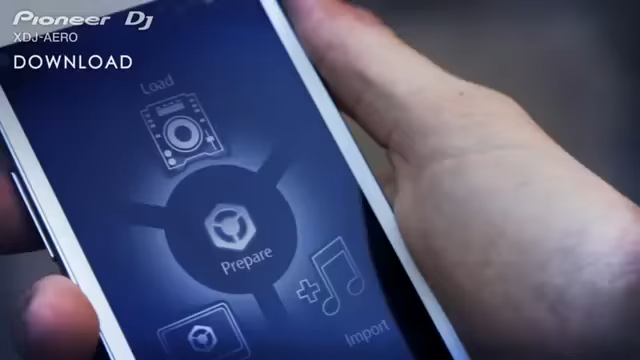 Pioneer Dj
XDJ-AERO
DOWNLOAD
Load
Prepare
Import